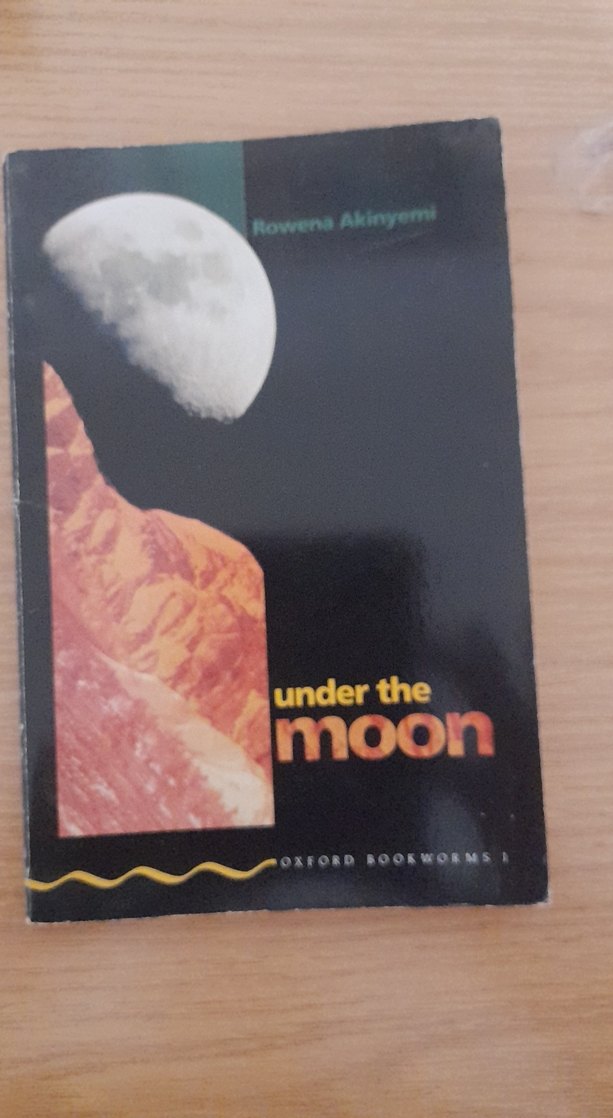 Rowena Akinyemi
under the
moon
OXFORD BOOKWORMS 1